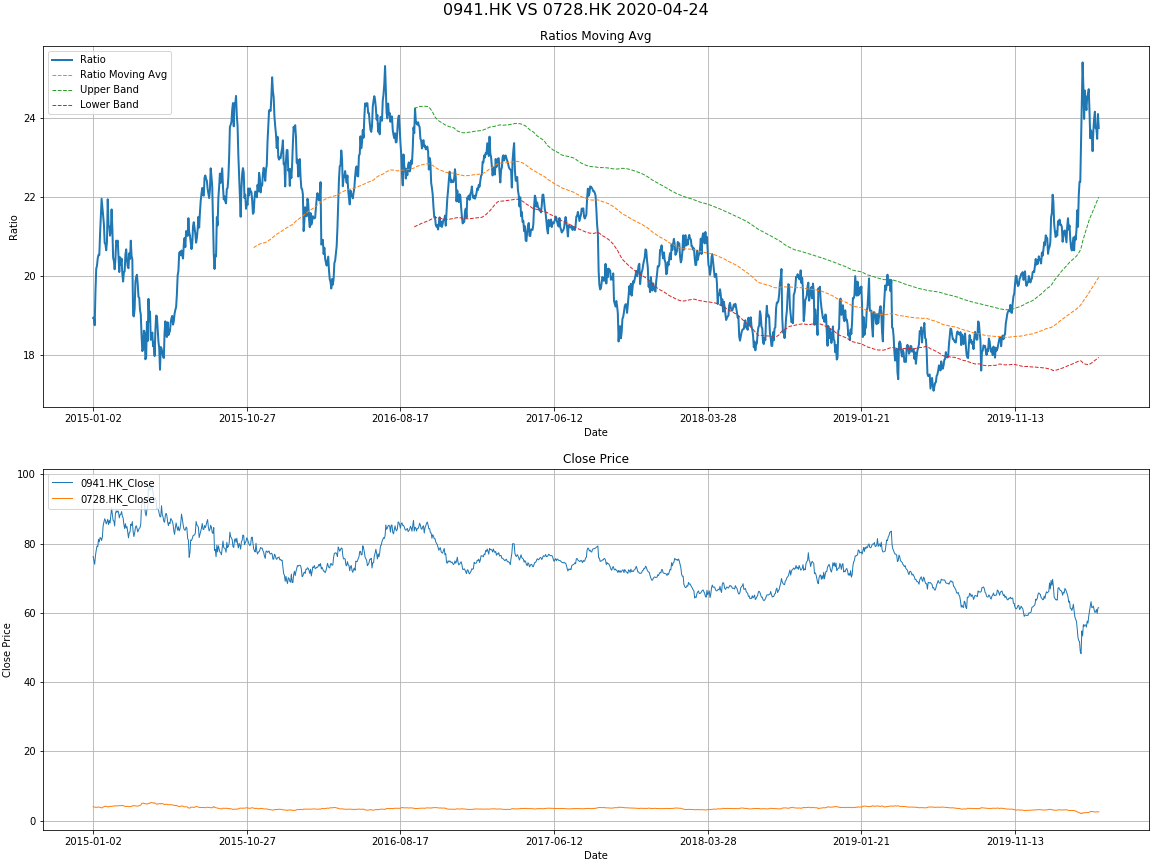 0941.HK VS 0728.HK 2020-04-24
Ratios Moving Avg
Ratio
Ratio Moving Avg
Upper Band
Lower Band
Ratio
24
22
20
18
2015-01-02 2015-10-27 2016-08-17 2017-06-12 2018-03-28 2019-01-21 2019-11-13
Date
Close Price
0941.HK_Close
0728.HK_Close
Close Price
100
80
60
40
20
0
2015-01-02 2015-10-27 2016-08-17 2017-06-12 2018-03-28 2019-01-21 2019-11-13
Date